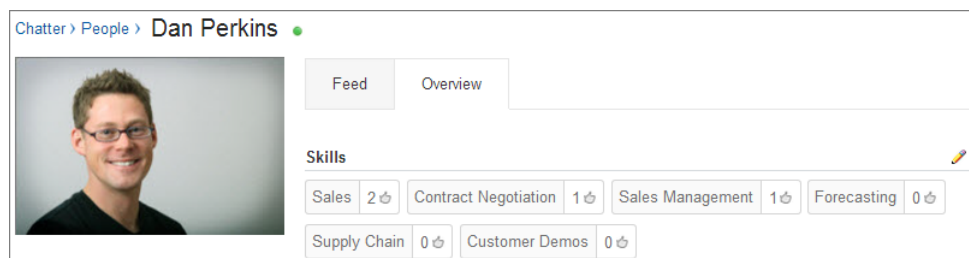 Chatter › People › Dan Perkins
Feed Overview
Skills
Sales 2 Contract Negotiation 1 Sales Management 1 Forecasting 0
Supply Chain 0 Customer Demos 0